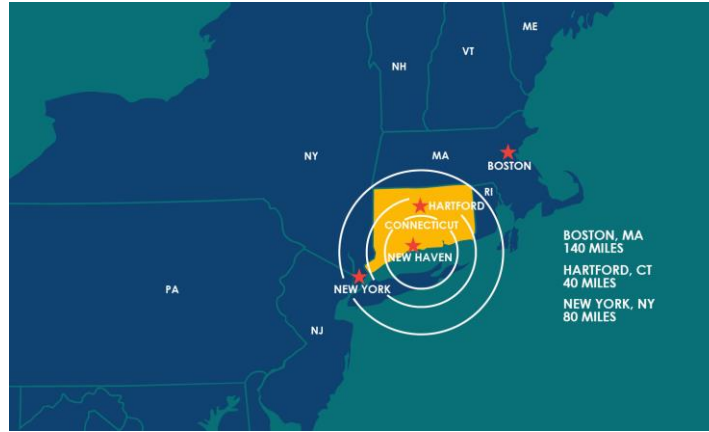 ME
VT
NH
NY
MA
BOSTON
RI
HARTFORD
CONNECTICUT
NEW HAVEN
NEW YORK
PA
NJ
BOSTON, MA
140 MILES
HARTFORD, CT
40 MILES
NEW YORK, NY
80 MILES